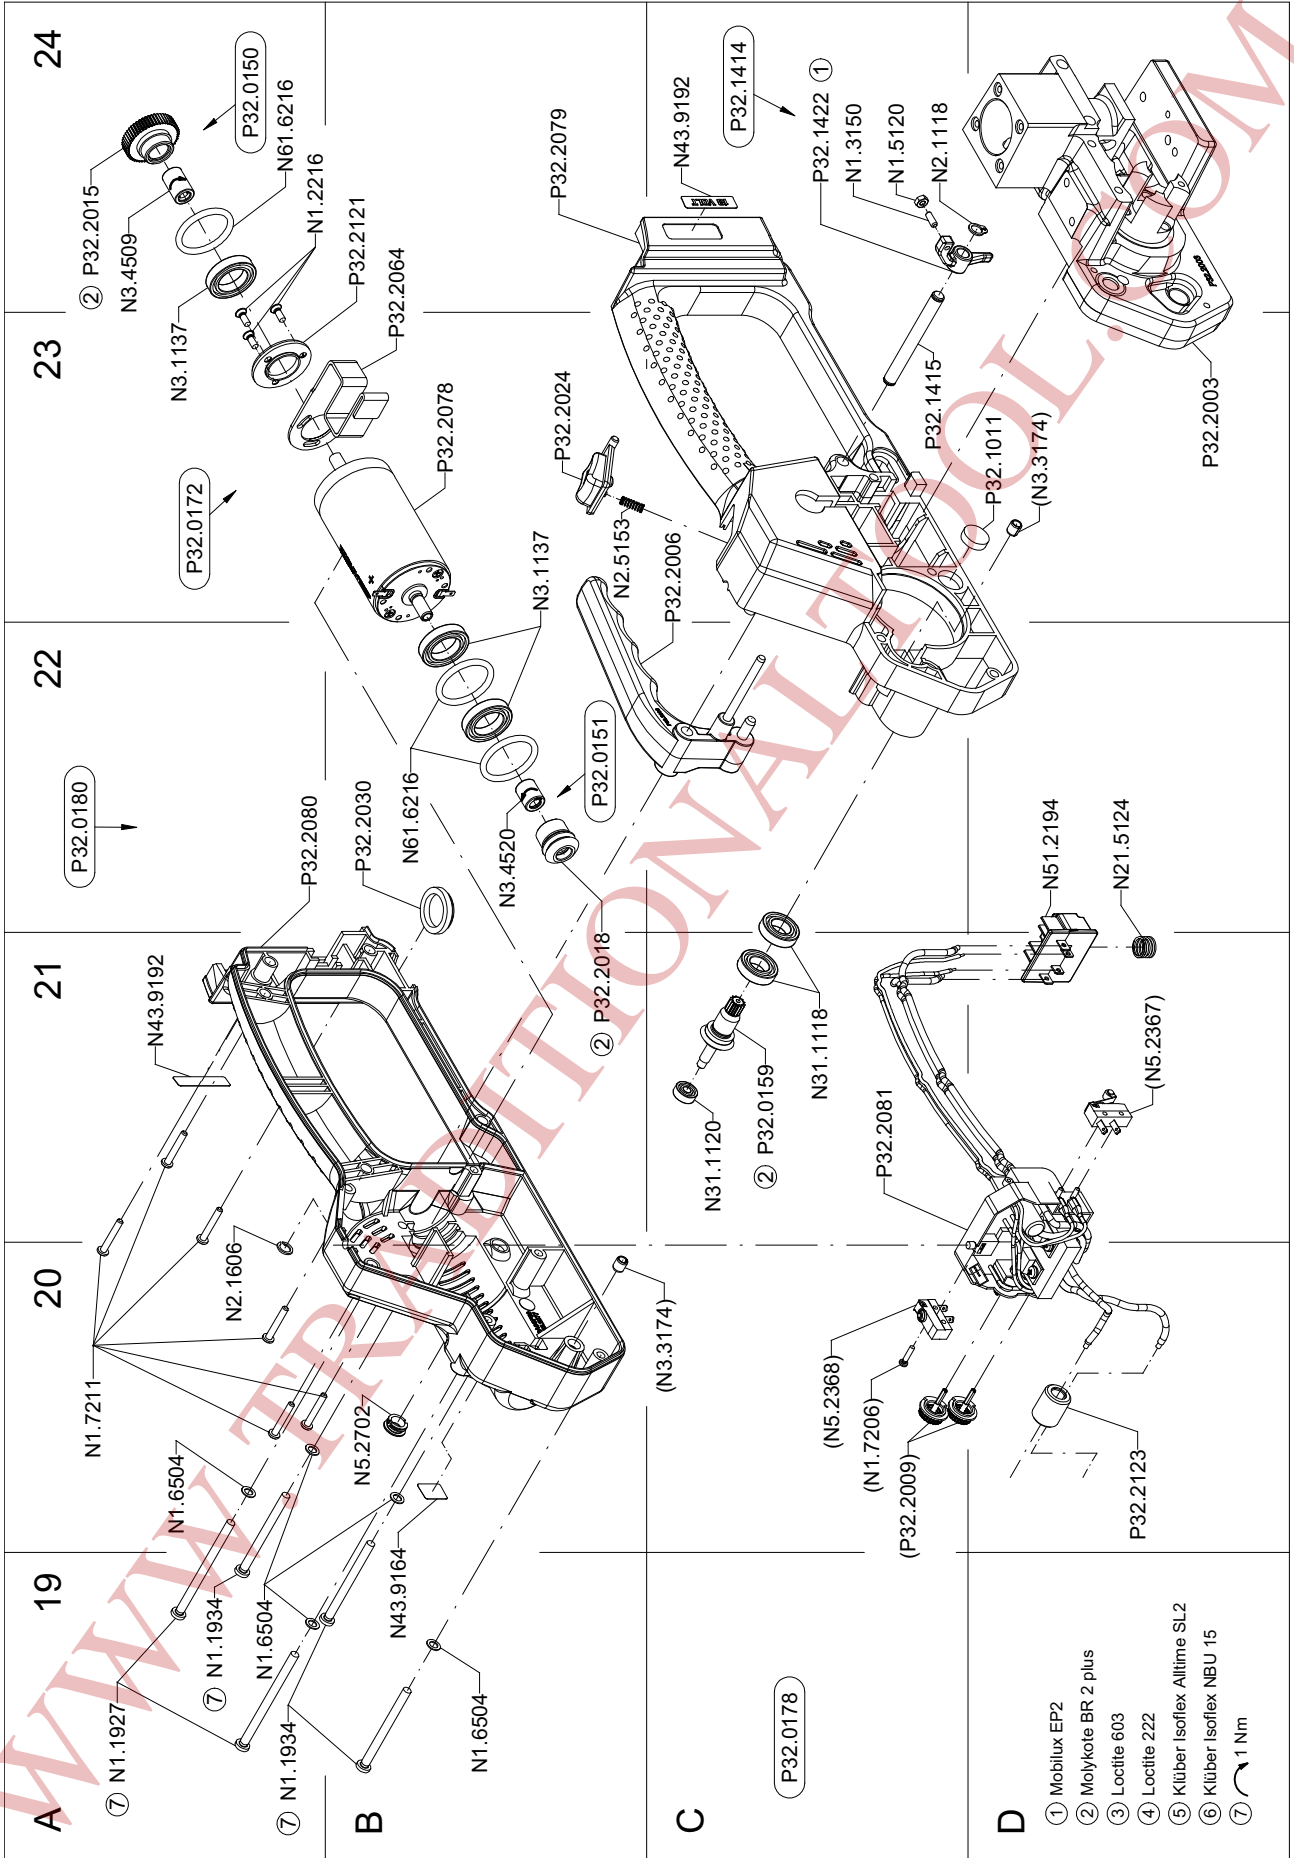 24
23
22
21
20
19
A
B
C
D
② P32.2015
N3.4509
P32.0150
N61.6216
N1.2216
P32.2121
P32.2064
N3.1137
P32.2078
P32.0172
P32.2079
N43.9192
18 VOLT
P32.1414
P32.1422 ①
N1.3150
N1.5120
N2.1118
P32.2024
N2.5153
P32.2006
N3.1137
P32.1415
P32.1011
(N3.3174)
P32.2003
P32.0180
P32.2080
P32.2030
N61.6216
N3.4520
P32.0151
② P32.2018
N43.9192
N51.2194
N21.5124
(N5.2367)
N31.1118
② P32.0159
N31.1120
P32.2081
N2.1606
N1.7211
N1.6504
N5.2702
(N3.3174)
(N5.2368)
(N1.7206)
(P32.2009)
P32.2123
⑦ N1.1927
⑦ N1.1934
N1.6504
⑦ N1.1934
N43.9164
N1.6504
P32.0178
① Mobilux EP2
② Molykote BR 2 plus
③ Loctite 603
④ Loctite 222
⑤ Klüber Isoflex Alltime SL2
⑥ Klüber Isoflex NBU 15
⑦ 1 Nm
WWW.TRADITIONALTOOL.COM